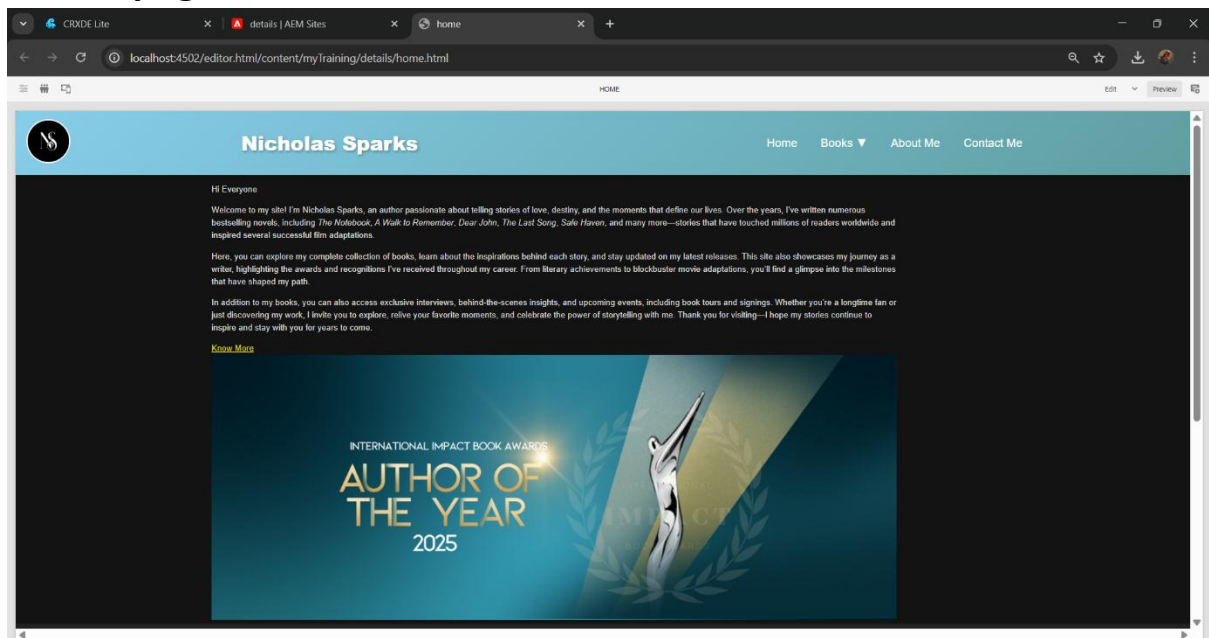 CRXDE Lite
details | AEM Sites
home
localhost:4502/editor.html/content/myTraining/details/home.html
HOME
Edit
Preview
NS
Nicholas Sparks
Home Books ▼ About Me Contact Me
Hi Everyone
Welcome to my site! I'm Nicholas Sparks, an author passionate about telling stories of love, destiny, and the moments that define our lives. Over the years, I've written numerous
bestselling novels, including The Notebook, A Walk to Remember, Dear John, The Last Song, Safe Haven, and many more—stories that have touched millions of readers worldwide and
inspired several successful film adaptations.
Here, you can explore my complete collection of books, learn about the inspirations behind each story, and stay updated on my latest releases. This site also showcases my journey as a
writer, highlighting the awards and recognitions I've received throughout my career. From literary achievements to blockbuster movie adaptations, you'll find a glimpse into the milestones
that have shaped my path.
In addition to my books, you can also access exclusive interviews, behind-the-scenes insights, and upcoming events, including book tours and signings. Whether you're a longtime fan or
just discovering my work, I invite you to explore, relive your favorite moments, and celebrate the power of storytelling with me. Thank you for visiting—I hope my stories continue to
inspire and stay with you for years to come.
Know More
INTERNATIONAL IMPACT BOOK AWARDS
AUTHOR OF
THE YEAR
2025
IMPACT